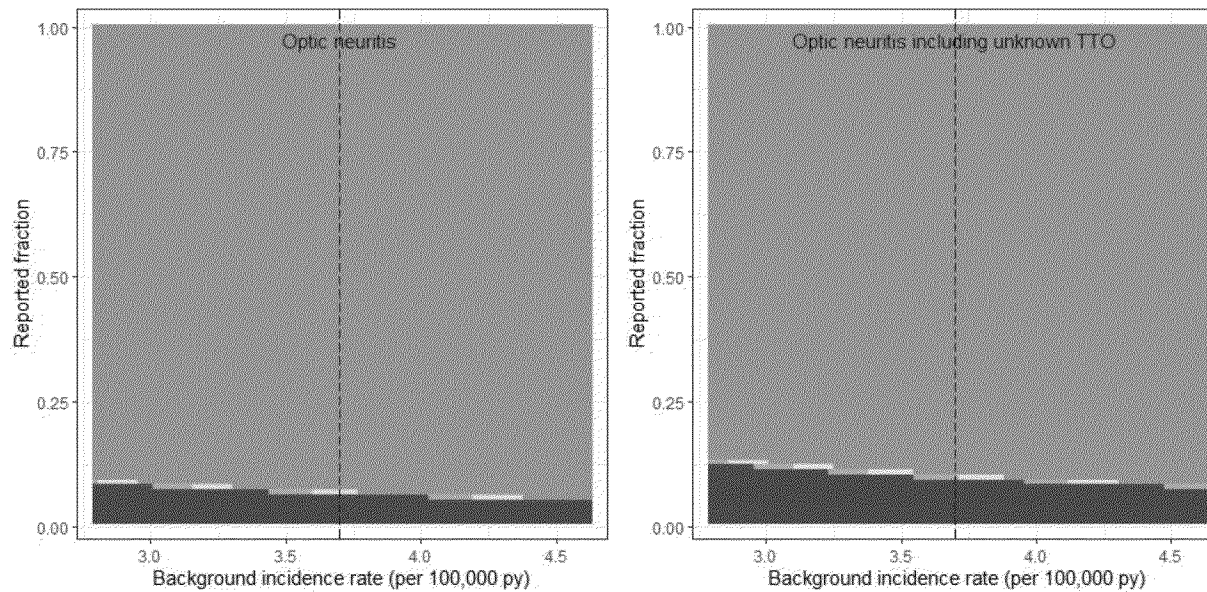 Optic neuritis
1.00
0.75
0.50
0.25
0.00
Reported fraction
3.0 3.5 4.0 4.5
Background incidence rate (per 100,000 py)
Optic neuritis including unknown TTO
1.00
0.75
0.50
0.25
0.00
Reported fraction
3.0 3.5 4.0 4.5
Background incidence rate (per 100,000 py)